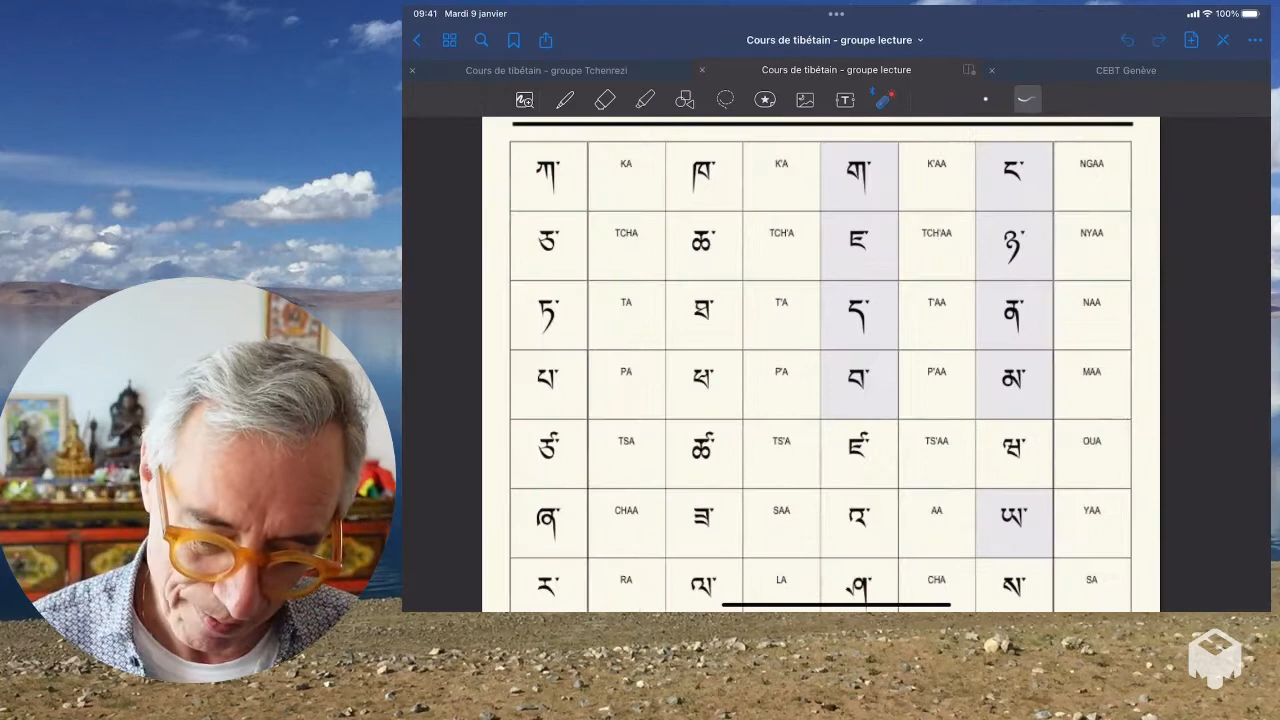 09:41 Mardi 9 janvier
100%
Cours de tibétain - groupe lecture
Cours de tibétain - groupe Tchenrezi
Cours de tibétain - groupe lecture
CEBT Genève
ཀ་ KA ཁ་ K'A ག་ K'AA ང་ NGAA
ཅ་ TCHA ཆ་ TCH'A ཇ་ TCH'AA ཉ་ NYAA
ཏ་ TA ཐ་ T'A ད་ T'AA ན་ NAA
པ་ PA ཕ་ P'A བ་ P'AA མ་ MAA
ཙ་ TSA ཚ་ TS'A ཛ་ TS'AA ཝ་ OUA
ཞ་ CHAA ཟ་ SAA འ་ AA ཡ་ YAA
ར་ RA ལ་ LA ཤ་ CHA ས་ SA